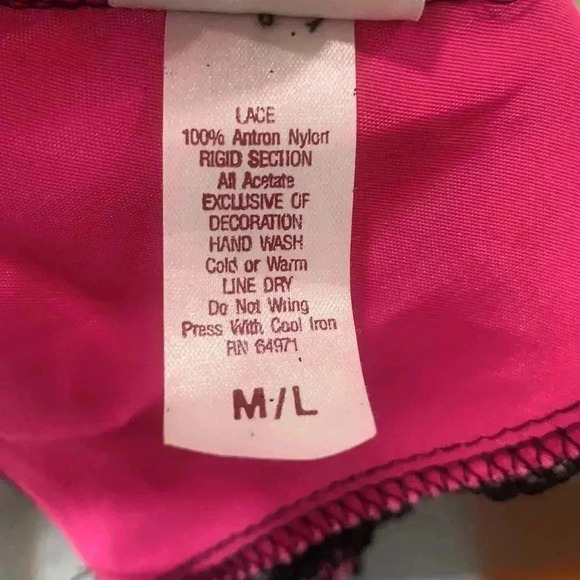 LACE
100% Antron Nylon
RIGID SECTION
All Acetate
EXCLUSIVE OF
DECORATION
HAND WASH
Cold or Warm
LINE DRY
Do Not Wring
Press With Cool Iron
RN 64971
M/L